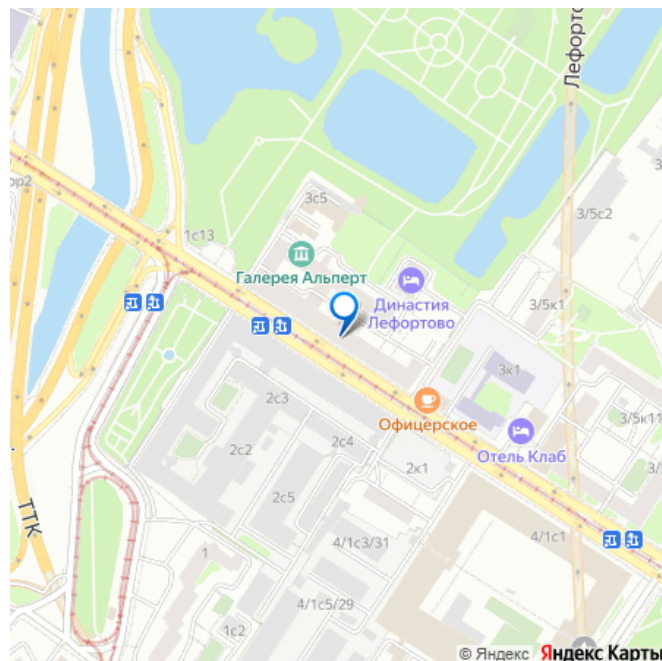 Лефорто
3/5с2
3с5
1с13
Галерея Альперт
Династия
Лефортово
3/5к1
3к1
Офицерское
3/5к11
Отель Клаб
2с3
2с2
2с4
2к1
2с5
4/1с1
4/1с3/31
ТТК
1
4/1с5/29
1с2
© Яндекс Яндекс Карты